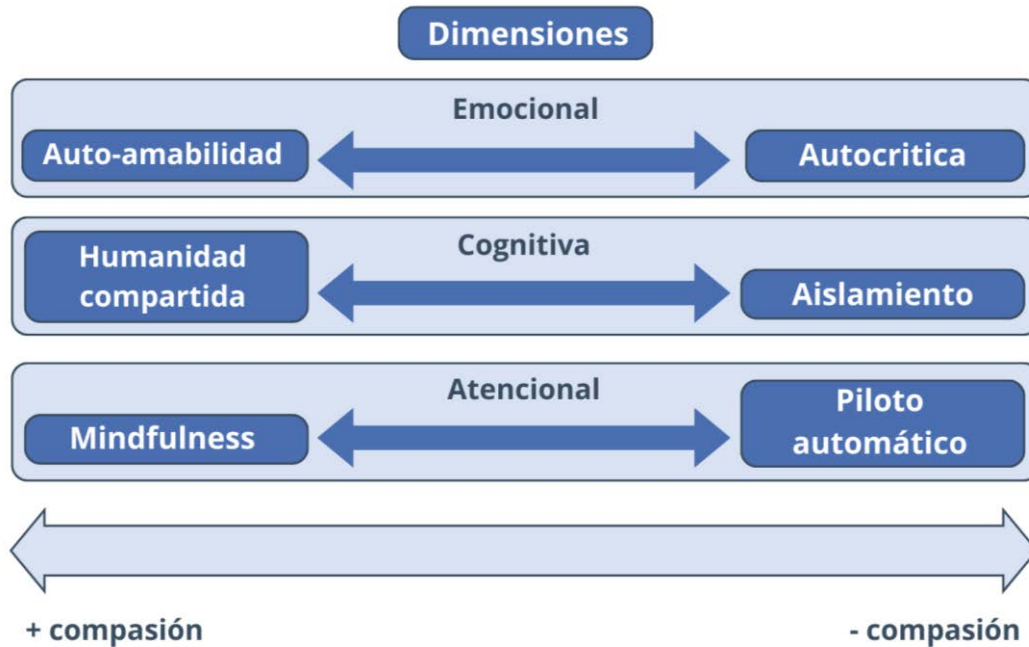 Dimensiones
Emocional
Auto-amabilidad
Autocritica
Cognitiva
Humanidad
compartida
Aislamiento
Atencional
Mindfulness
Piloto
automático
+ compasión
- compasión